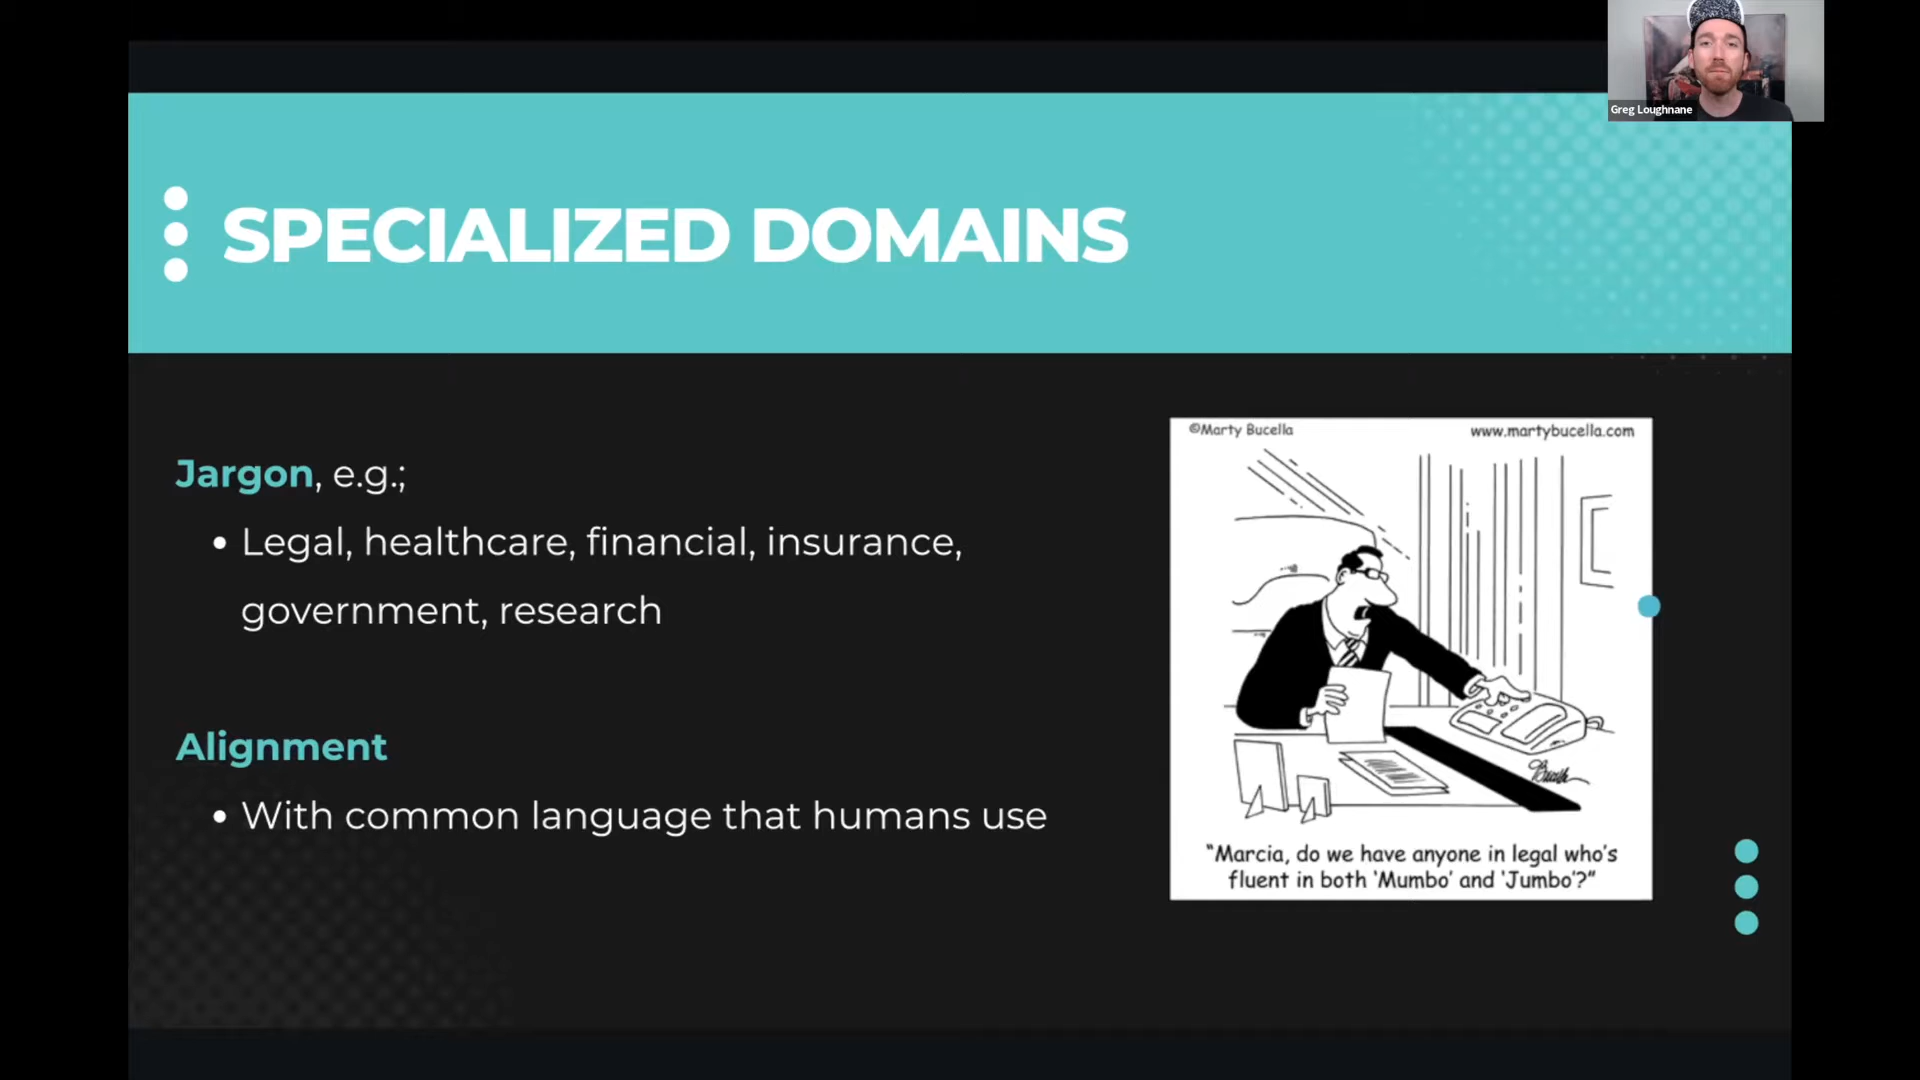 Greg Loughnane
SPECIALIZED DOMAINS
Jargon, e.g.;
• Legal, healthcare, financial, insurance,
government, research
Alignment
• With common language that humans use
©Marty Bucella
www.martybucella.com
"Marcia, do we have anyone in legal who's
fluent in both 'Mumbo' and 'Jumbo'?"